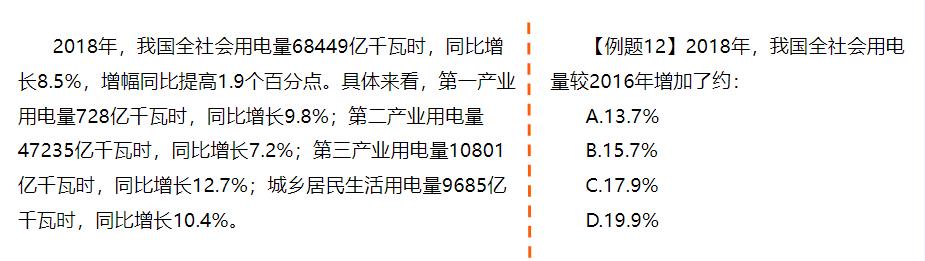 2018年，我国全社会用电量68449亿千瓦时，同比增
长8.5%，增幅同比提高1.9个百分点。具体来看，第一产业
用电量728亿千瓦时，同比增长9.8%；第二产业用电量
47235亿千瓦时，同比增长7.2%；第三产业用电量10801
亿千瓦时，同比增长12.7%；城乡居民生活用电量9685亿
千瓦时，同比增长10.4%。
【例题12】2018年，我国全社会用电
量较2016年增加了约：
A.13.7%
B.15.7%
C.17.9%
D.19.9%